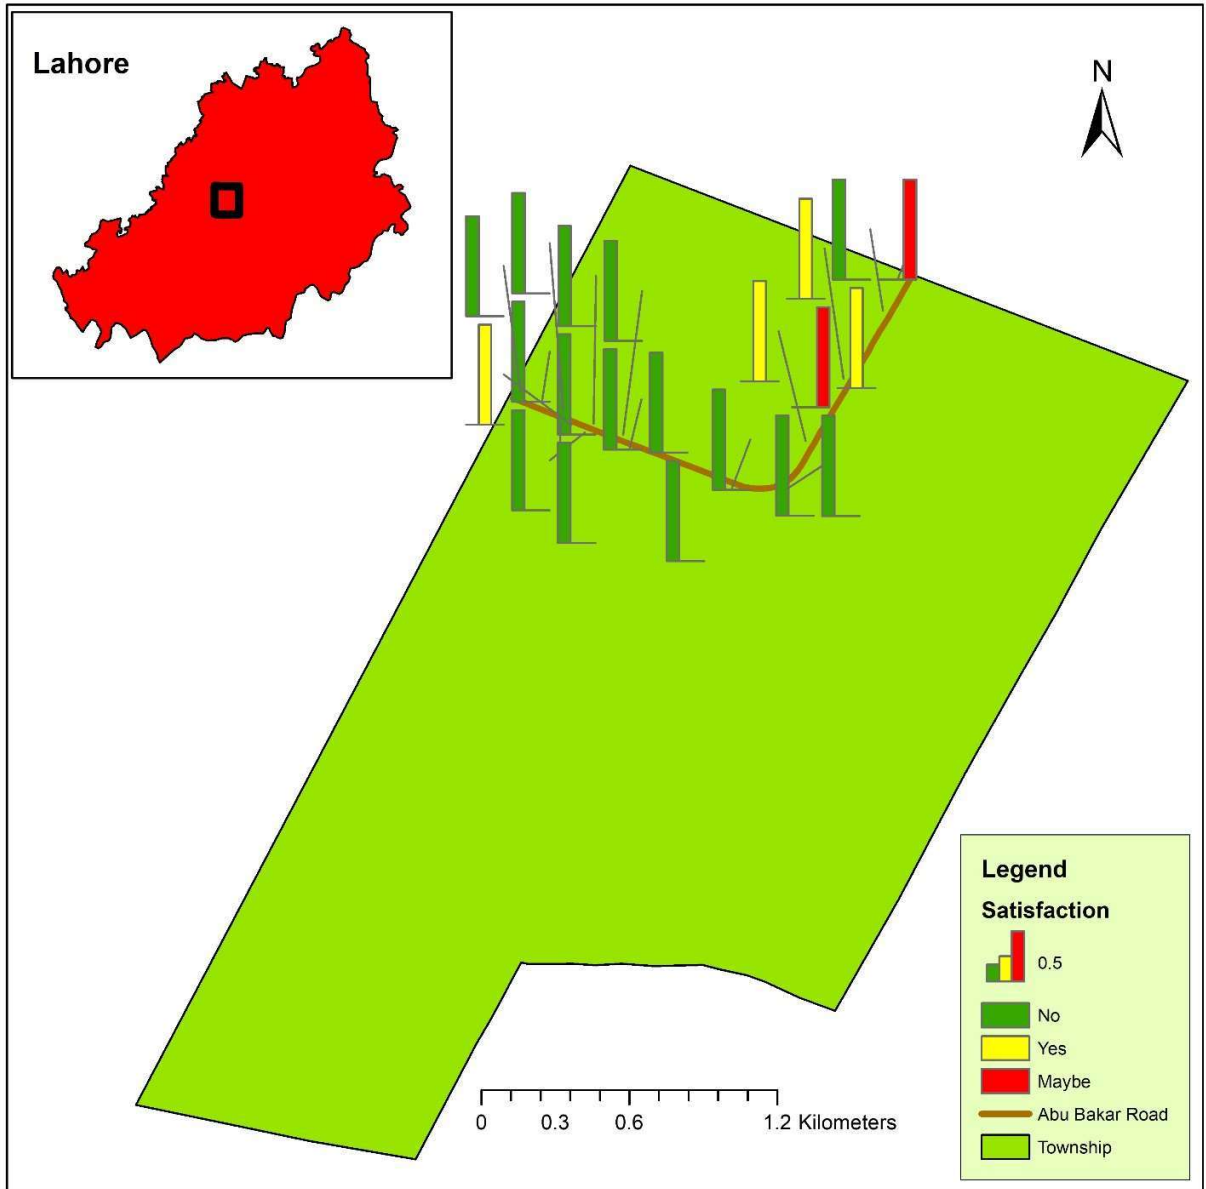 Lahore
N
Legend
Satisfaction
0.5
No
Yes
Maybe
Abu Bakar Road
Township
0 0.3 0.6 1.2 Kilometers